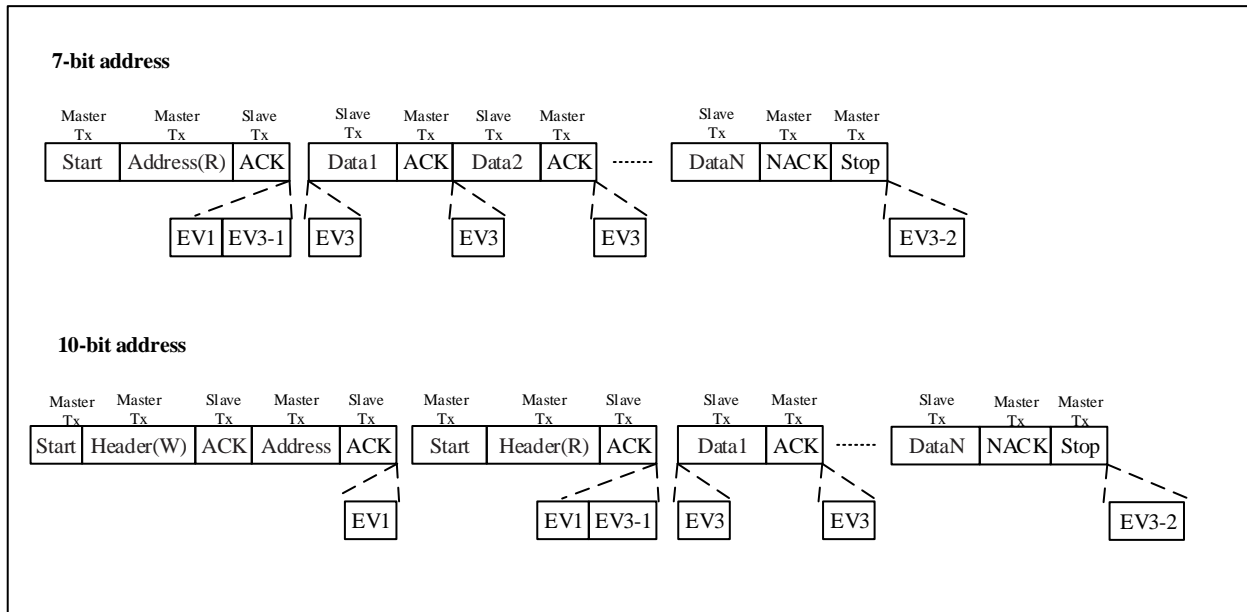 7-bit address
Master Tx Master Tx Slave Tx Slave Tx Master Tx Slave Tx Master Tx Slave Tx Master Tx Master Tx
Start Address(R) ACK Data1 ACK Data2 ACK ........ DataN NACK Stop
EV1 EV3-1 EV3 EV3 EV3 EV3-2
10-bit address
Master Tx Master Tx Slave Tx Master Tx Slave Tx Master Tx Master Tx Slave Tx Slave Tx Master Tx Slave Tx Master Tx Master Tx
Start Header(W) ACK Address ACK Start Header(R) ACK Data1 ACK ........ DataN NACK Stop
EV1 EV1 EV3-1 EV3 EV3 EV3-2